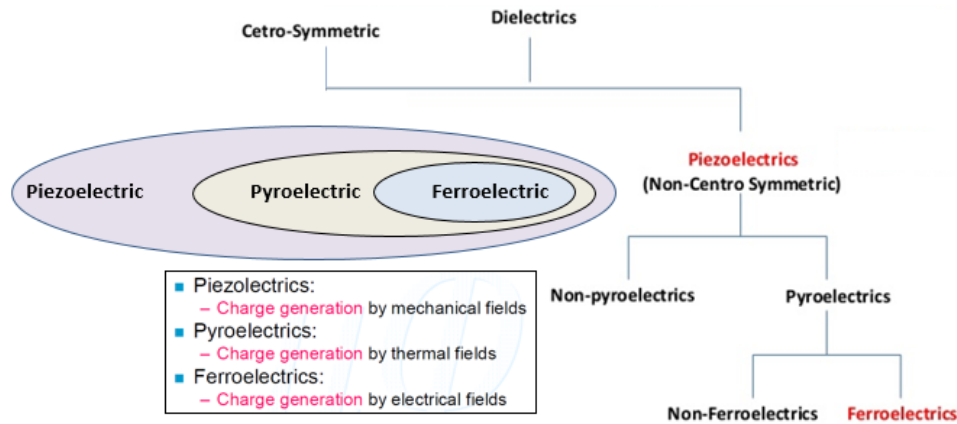 Dielectrics
Cetro-Symmetric
Piezoelectrics
(Non-Centro Symmetric)
Piezoelectric
Pyroelectric
Ferroelectric
Non-pyroelectrics
Pyroelectrics
Non-Ferroelectrics
Ferroelectrics
Piezolectrics:
– Charge generation by mechanical fields
Pyroelectrics:
– Charge generation by thermal fields
Ferroelectrics:
– Charge generation by electrical fields